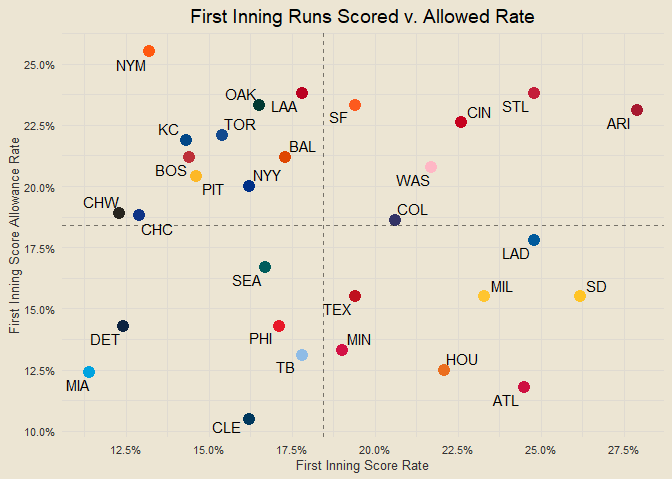 First Inning Runs Scored v. Allowed Rate
25.0%
NYM
OAK
LAA
SF
CIN
STL
ARI
22.5%
KC
TOR
BAL
BOS
PIT
NYY
WAS
20.0%
CHW
CHC
COL
LAD
17.5%
SEA
MIL
SD
TEX
15.0%
DET
PHI
MIN
TB
HOU
12.5%
MIA
ATL
CLE
10.0%
12.5%
15.0%
17.5%
20.0%
22.5%
25.0%
27.5%
First Inning Score Rate
First Inning Score Allowance Rate